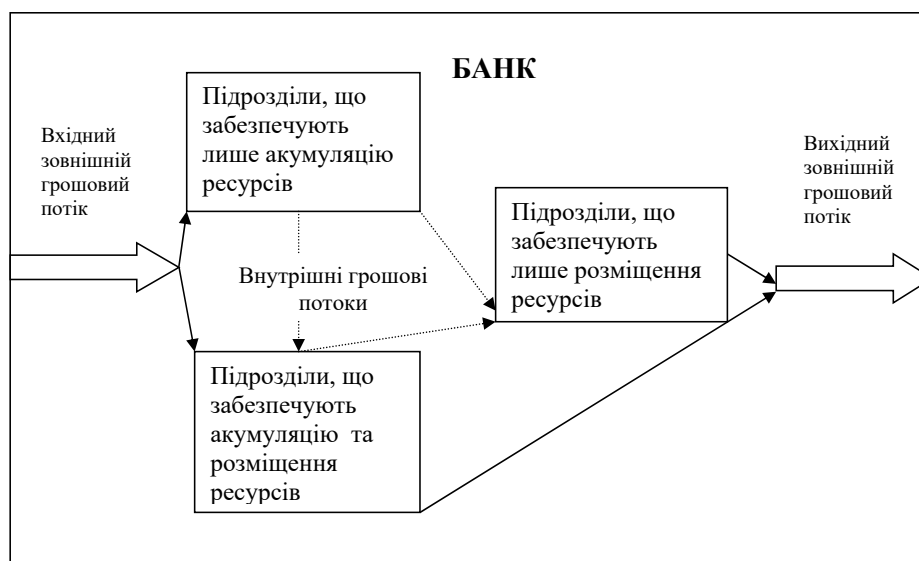 БАНК
Підрозділи, що
забезпечують
лише акумуляцію
ресурсів
Вхідний
зовнішній
грошовий
потік
Вихідний
зовнішній
грошовий
потік
Підрозділи, що
забезпечують
лише розміщення
ресурсів
Внутрішні грошові
потоки
Підрозділи, що
забезпечують
акумуляцію та
розміщення
ресурсів